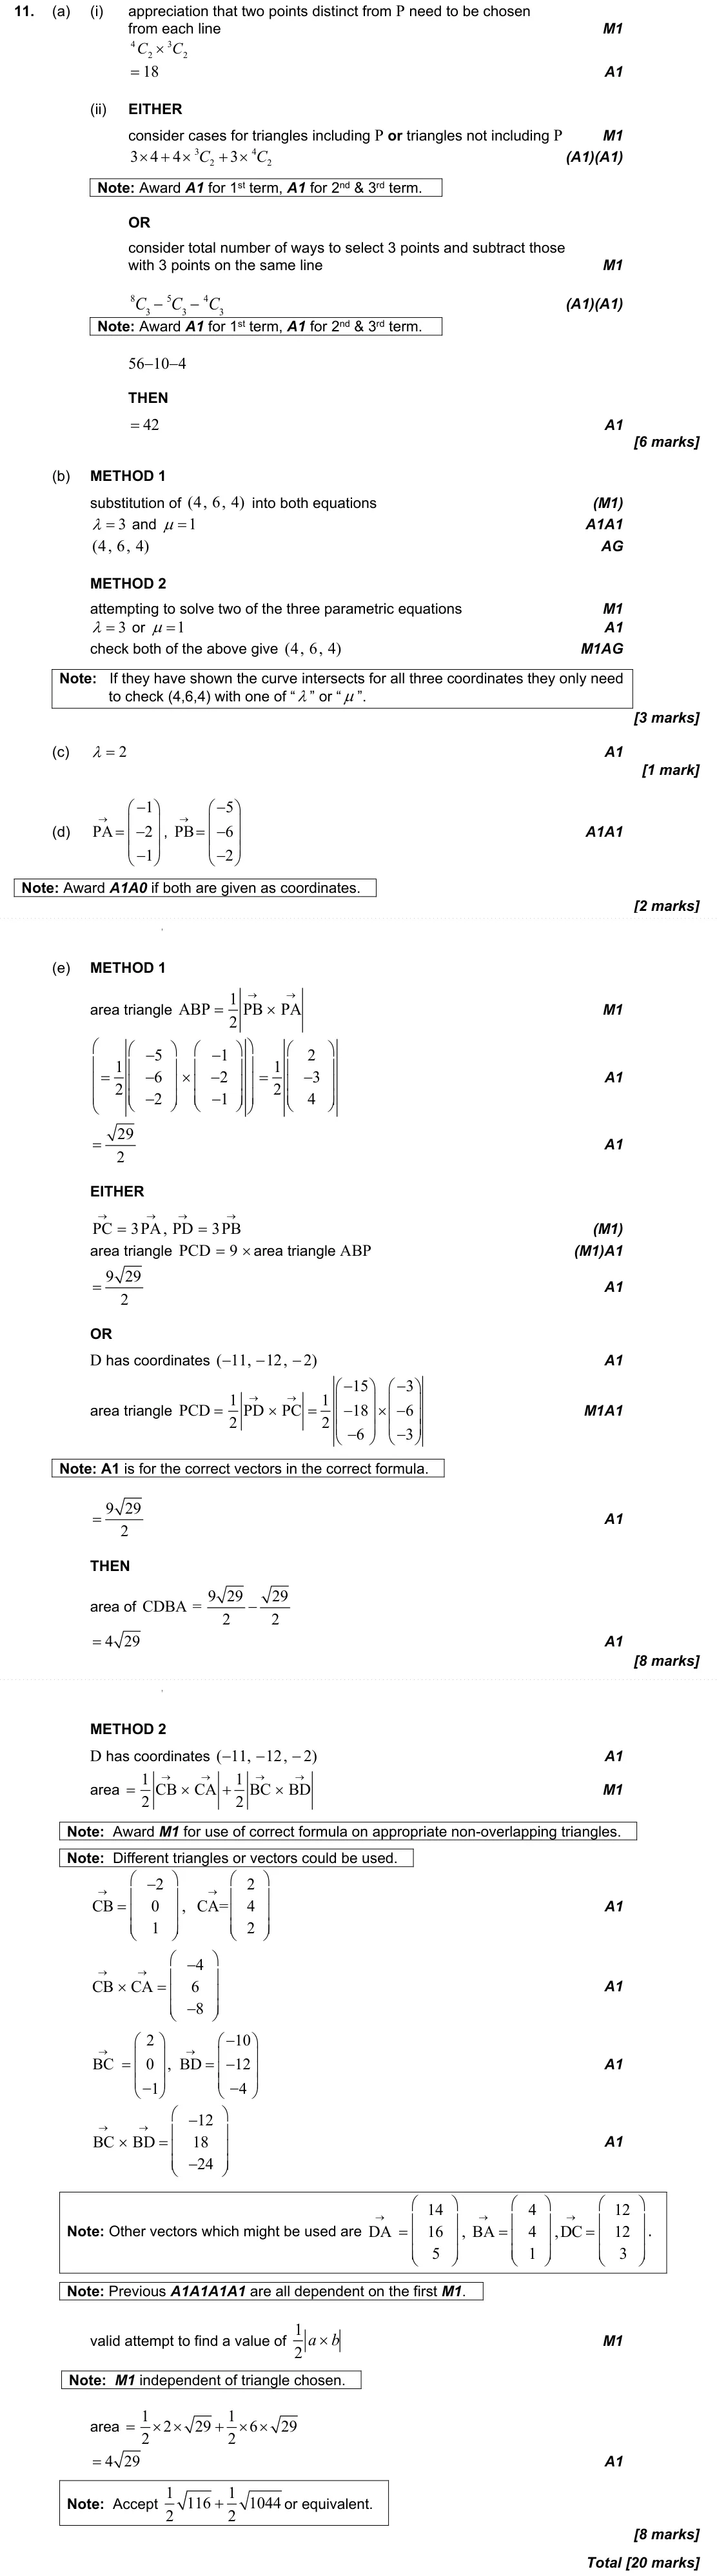 11. (a) (i) appreciation that two points distinct from P need to be chosen
from each line M1
⁴C₂ × ³C₂
= 18 A1
(ii) EITHER
consider cases for triangles including P or triangles not including P M1
3×4+4× ³C₂ +3× ⁴C₂ (A1)(A1)
Note: Award A1 for 1st term, A1 for 2nd & 3rd term.
OR
consider total number of ways to select 3 points and subtract those
with 3 points on the same line M1
⁸C₃ − ⁵C₃ − ⁴C₃ (A1)(A1)
Note: Award A1 for 1st term, A1 for 2nd & 3rd term.
56–10–4
THEN
= 42 A1
[6 marks]
(b) METHOD 1
substitution of (4, 6, 4) into both equations (M1)
λ = 3 and μ = 1 A1A1
(4, 6, 4) AG
METHOD 2
attempting to solve two of the three parametric equations M1
λ = 3 or μ = 1 A1
check both of the above give (4, 6, 4) M1AG
Note: If they have shown the curve intersects for all three coordinates they only need
to check (4,6,4) with one of “ λ ” or “ μ ”.
[3 marks]
(c) λ = 2 A1
[1 mark]
(d) →PA = (−1 −2 −1), →PB = (−5 −6 −2) A1A1
Note: Award A1A0 if both are given as coordinates.
[2 marks]
(e) METHOD 1
area triangle ABP = 1/2 |→PB × →PA| M1
( = 1/2 |(−5 −6 −2) × (−1 −2 −1)| ) = 1/2 |(2 −3 4)| A1
= √29/2 A1
EITHER
→PC = 3→PA, →PD = 3→PB (M1)
area triangle PCD = 9 × area triangle ABP (M1)A1
= 9√29/2 A1
OR
D has coordinates (−11, −12, −2) A1
area triangle PCD = 1/2 |→PD × →PC| = 1/2 |(−15 −18 −6) × (−3 −6 −3)| M1A1
Note: A1 is for the correct vectors in the correct formula.
= 9√29/2 A1
THEN
area of CDBA = 9√29/2 − √29/2
= 4√29 A1
[8 marks]
METHOD 2
D has coordinates (−11, −12, −2) A1
area = 1/2 |→CB × →CA| + 1/2 |→BC × →BD| M1
Note: Award M1 for use of correct formula on appropriate non-overlapping triangles.
Note: Different triangles or vectors could be used.
→CB = (−2 0 1), →CA = (2 4 2) A1
→CB × →CA = (−4 6 −8) A1
→BC = (2 0 −1), →BD = (−10 −12 −4) A1
→BC × →BD = (−12 18 −24) A1
Note: Other vectors which might be used are →DA = (14 16 5), →BA = (4 4 1), →DC = (12 12 3).
Note: Previous A1A1A1A1 are all dependent on the first M1.
valid attempt to find a value of 1/2 |a × b| M1
Note: M1 independent of triangle chosen.
area = 1/2 × 2 × √29 + 1/2 × 6 × √29
= 4√29 A1
Note: Accept 1/2 √116 + 1/2 √1044 or equivalent.
[8 marks]
Total [20 marks]